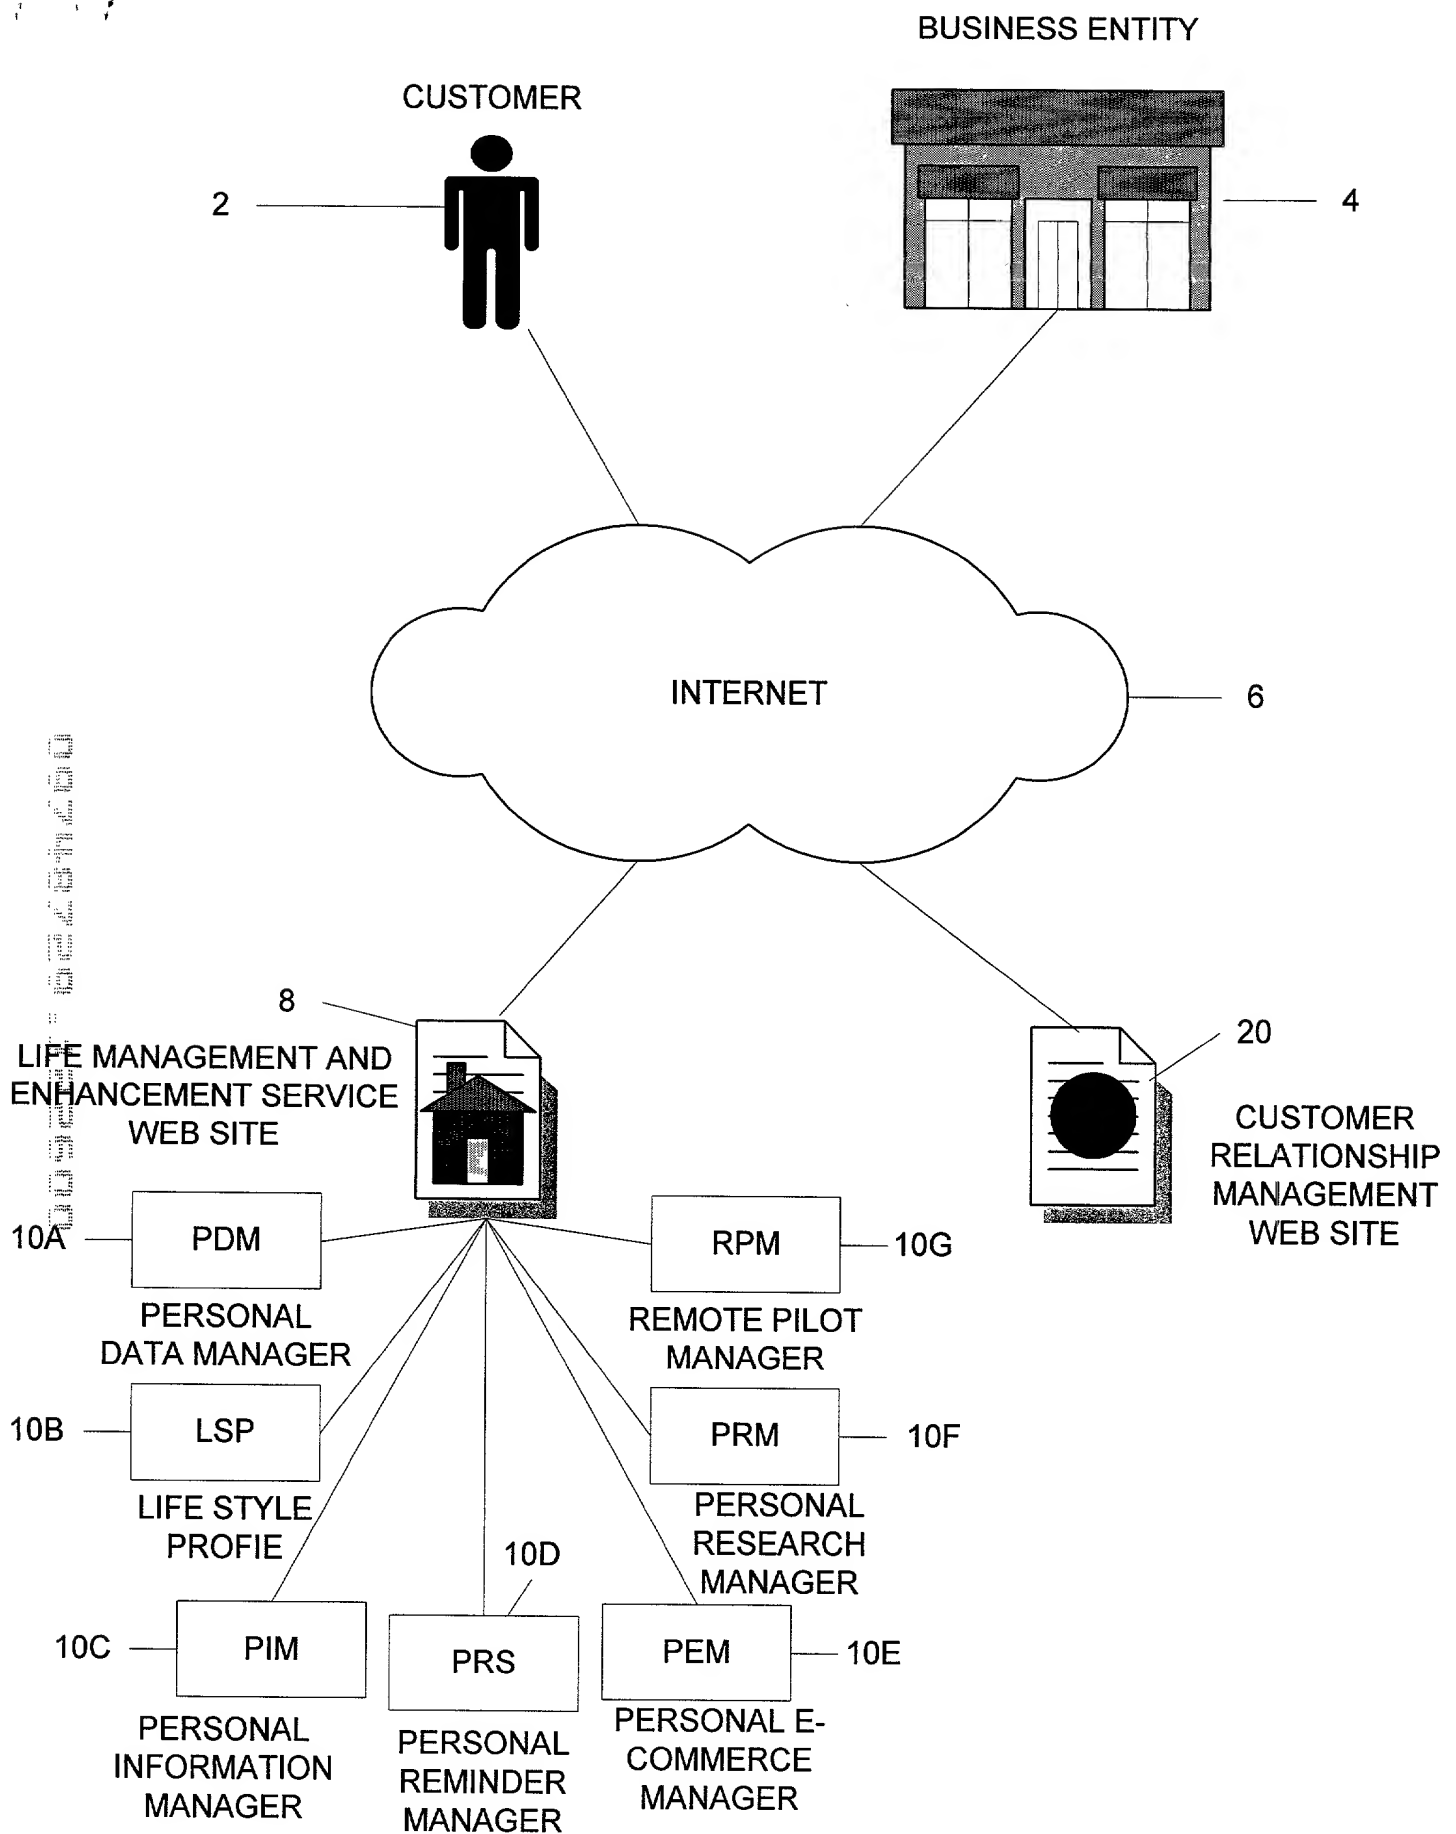 BUSINESS ENTITY
CUSTOMER
2
4
INTERNET
6
8
LIFE MANAGEMENT AND
ENHANCEMENT SERVICE
WEB SITE
20
CUSTOMER
RELATIONSHIP
MANAGEMENT
WEB SITE
10A
PDM
PERSONAL
DATA MANAGER
RPM
10G
REMOTE PILOT
MANAGER
10B
LSP
LIFE STYLE
PROFIE
PRM
10F
PERSONAL
RESEARCH
MANAGER
10C
PIM
PERSONAL
INFORMATION
MANAGER
10D
PRS
PERSONAL
REMINDER
MANAGER
PEM
10E
PERSONAL E-
COMMERCE
MANAGER